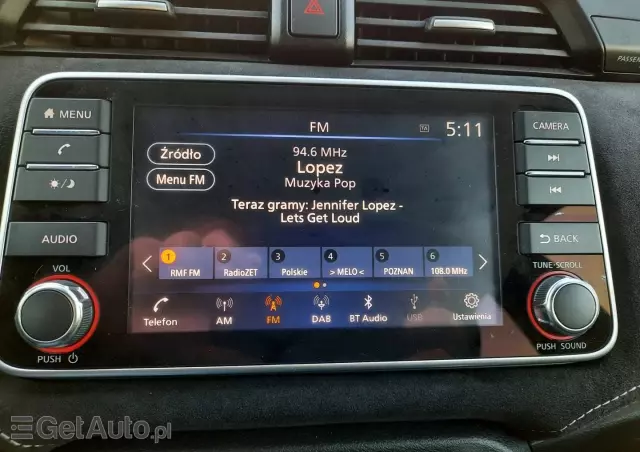 PASSENG
MENU
FM
TA
5:11
CAMERA
Źródło
94.6 MHz
Lopez
Menu FM
Muzyka Pop
Teraz gramy: Jennifer Lopez -
Lets Get Loud
AUDIO
BACK
1 2 3 4 5 6
RMF FM RadioZET Polskie > MELO < POZNAN 108.0 MHz
VOL
TUNE·SCROLL
Telefon AM FM DAB BT Audio USB Ustawienia
PUSH
PUSH SOUND
GetAuto.pl